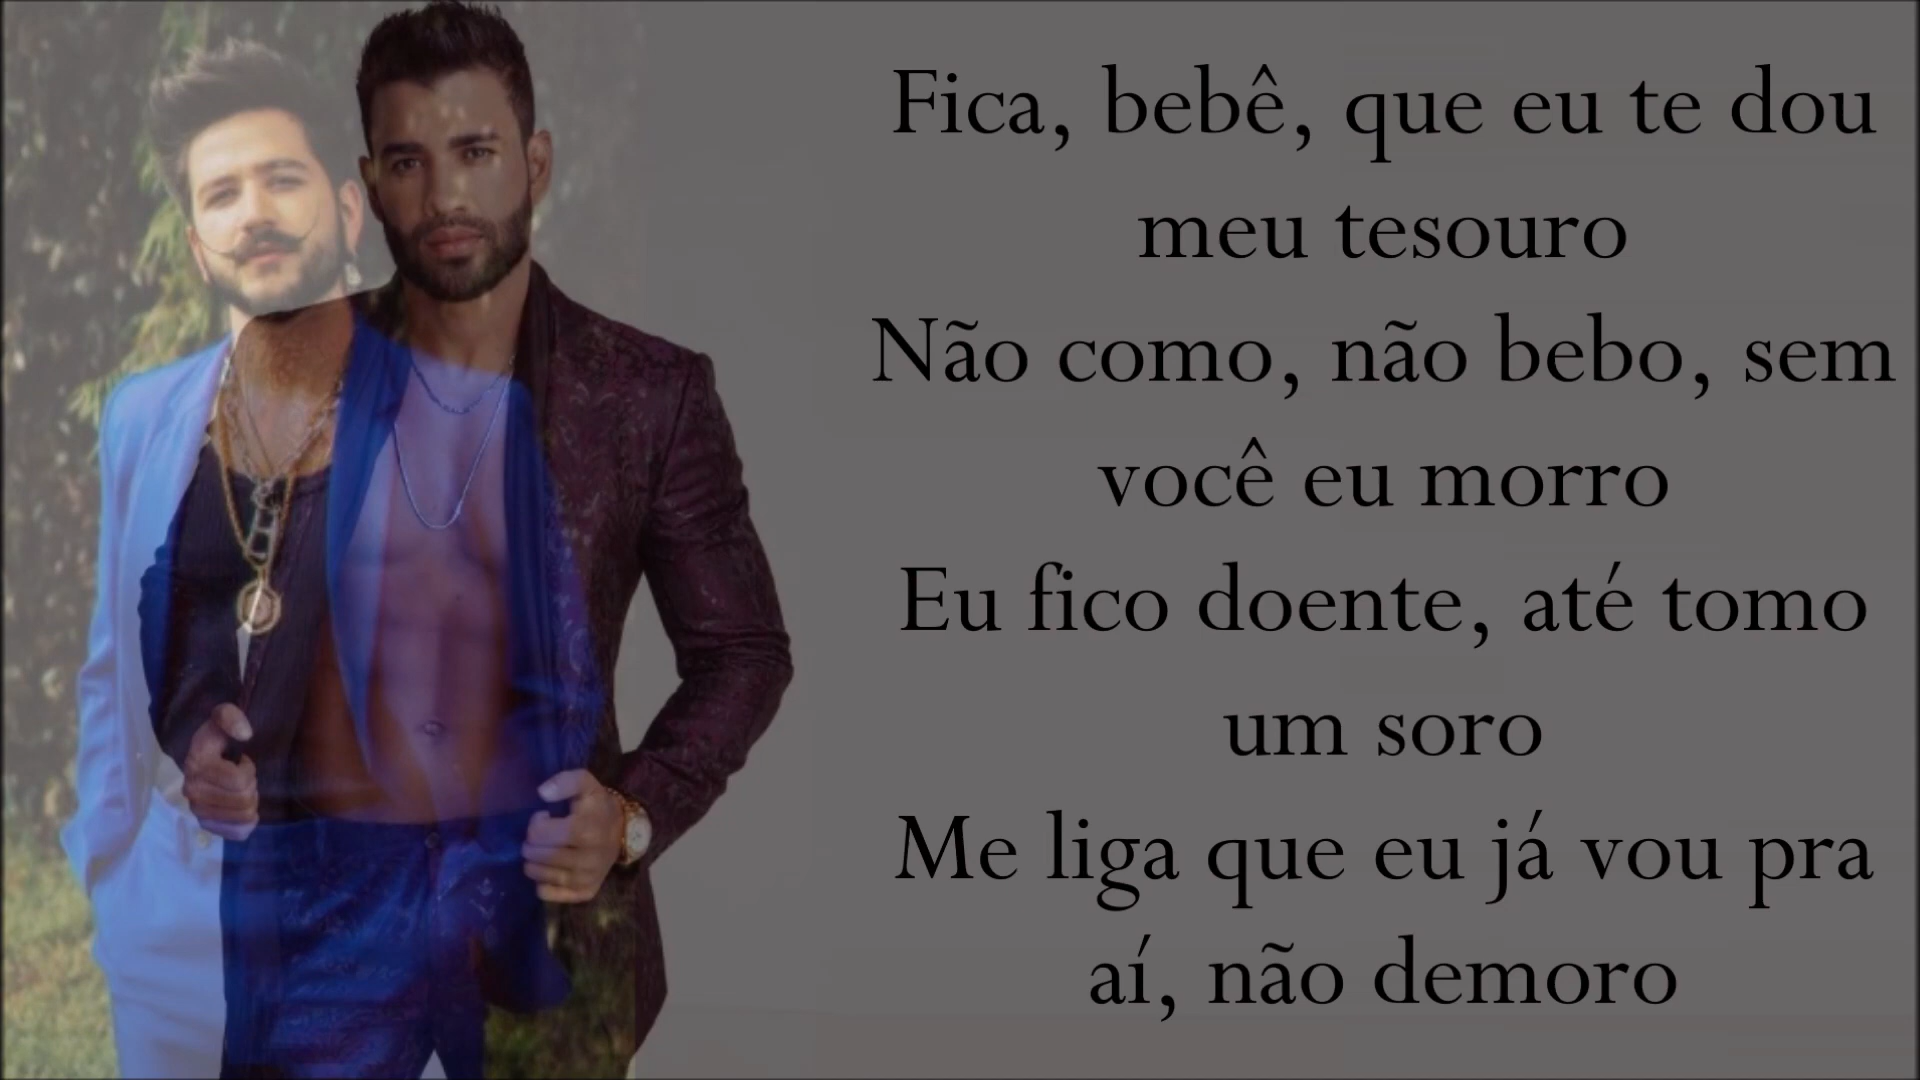 Fica, bebê, que eu te dou
meu tesouro
Não como, não bebo, sem
você eu morro
Eu fico doente, até tomo
um soro
Me liga que eu já vou pra
aí, não demoro